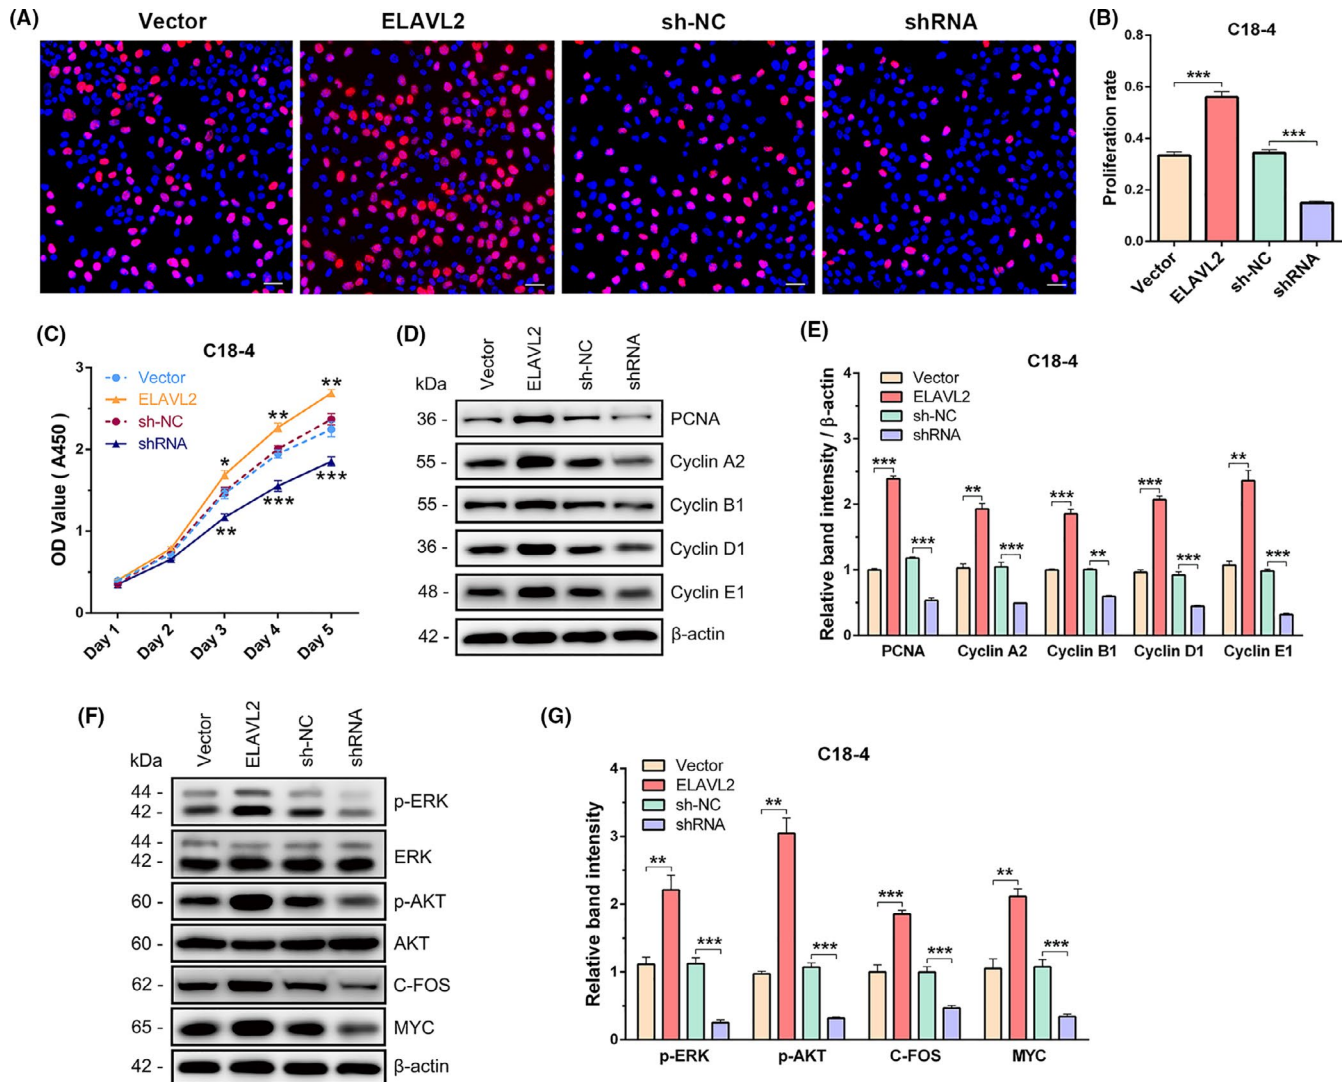 (A)
Vector ELAVL2 sh-NC shRNA
(B)
C18-4
Proliferation rate
0.8
0.6
0.4
0.2
0.0
***
***
Vector ELAVL2 sh-NC shRNA
(C)
C18-4
OD Value ( A450 )
3
2
1
0
Vector
ELAVL2
sh-NC
shRNA
* ** **
** *** ***
Day 1 Day 2 Day 3 Day 4 Day 5
(D)
kDa Vector ELAVL2 sh-NC shRNA
36 - PCNA
55 - Cyclin A2
55 - Cyclin B1
36 - Cyclin D1
48 - Cyclin E1
42 - β-actin
(E)
C18-4
Relative band intensity / β-actin
4
3
2
1
0
Vector
ELAVL2
sh-NC
shRNA
*** ** *** *** **
*** *** ** *** ***
PCNA Cyclin A2 Cyclin B1 Cyclin D1 Cyclin E1
(F)
kDa Vector ELAVL2 sh-NC shRNA
44 -
42 - p-ERK
44 -
42 - ERK
60 - p-AKT
60 - AKT
62 - C-FOS
65 - MYC
42 - β-actin
(G)
C18-4
Relative band intensity
4
3
2
1
0
Vector
ELAVL2
sh-NC
shRNA
** ** *** **
*** *** *** ***
p-ERK p-AKT C-FOS MYC